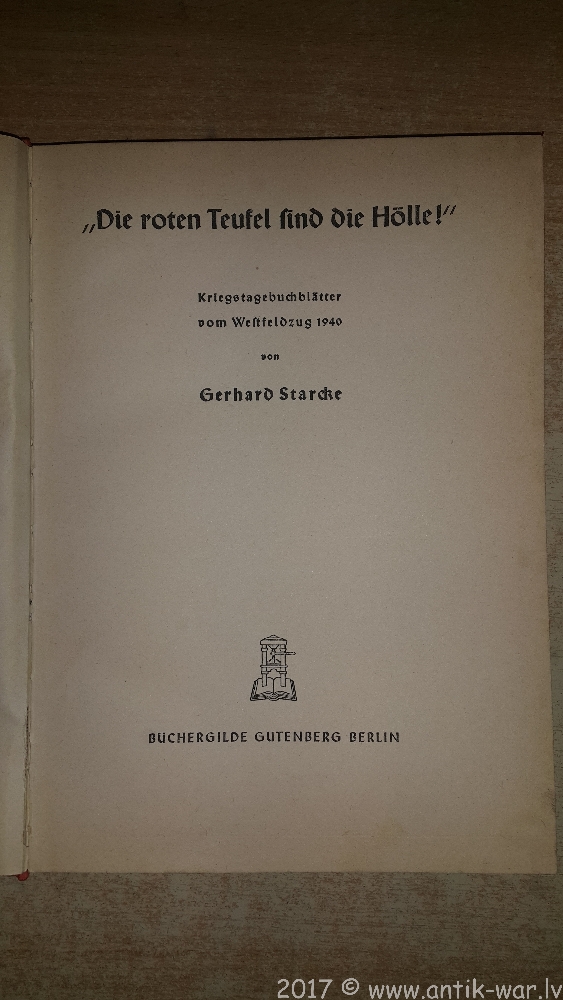 „Die roten Teufel ſind die Hölle!“
Kriegstagebuchblätter
vom Weſtfeldzug 1940
von
Gerhard Starcke
BÜCHERGILDE GUTENBERG BERLIN
2017 © www.antik-war.lv